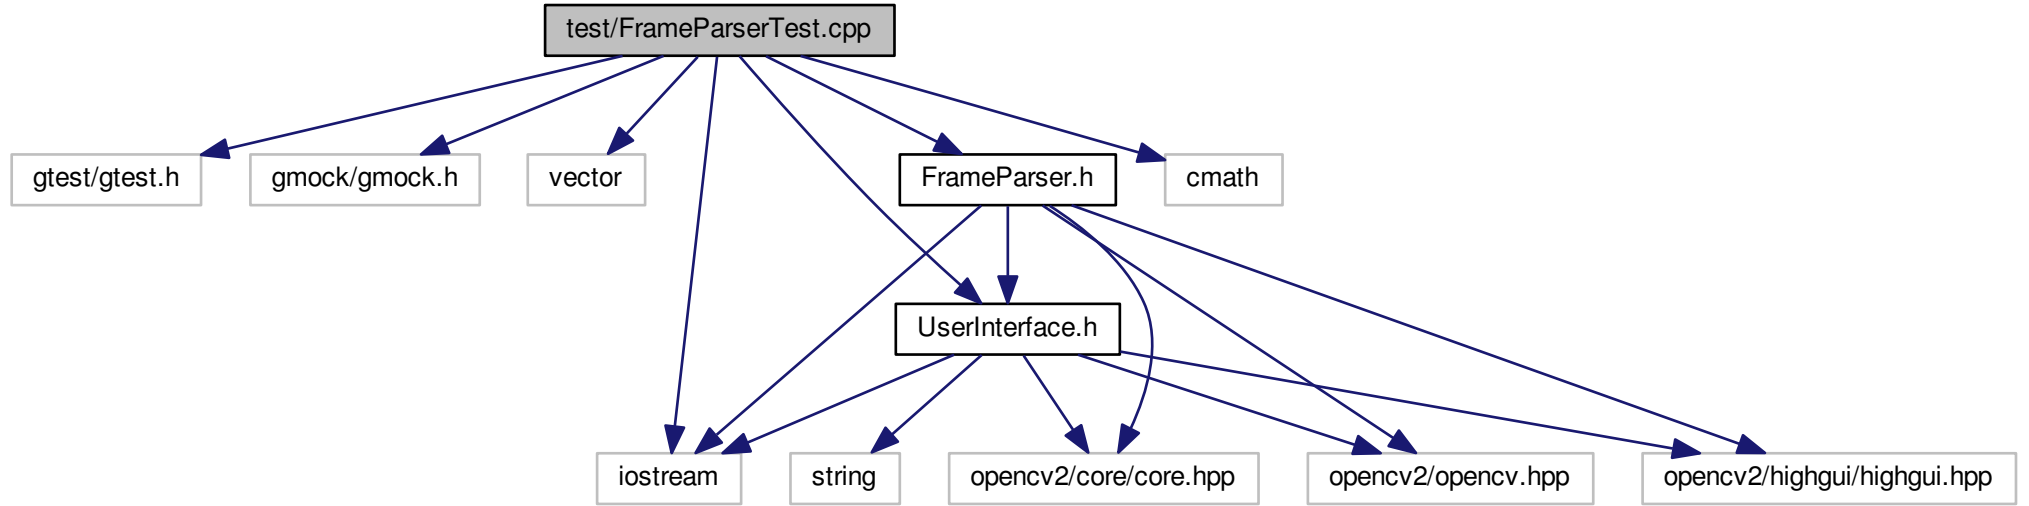 test/FrameParserTest.cpp
gtest/gtest.h
gmock/gmock.h
vector
FrameParser.h
cmath
UserInterface.h
iostream
string
opencv2/core/core.hpp
opencv2/opencv.hpp
opencv2/highgui/highgui.hpp